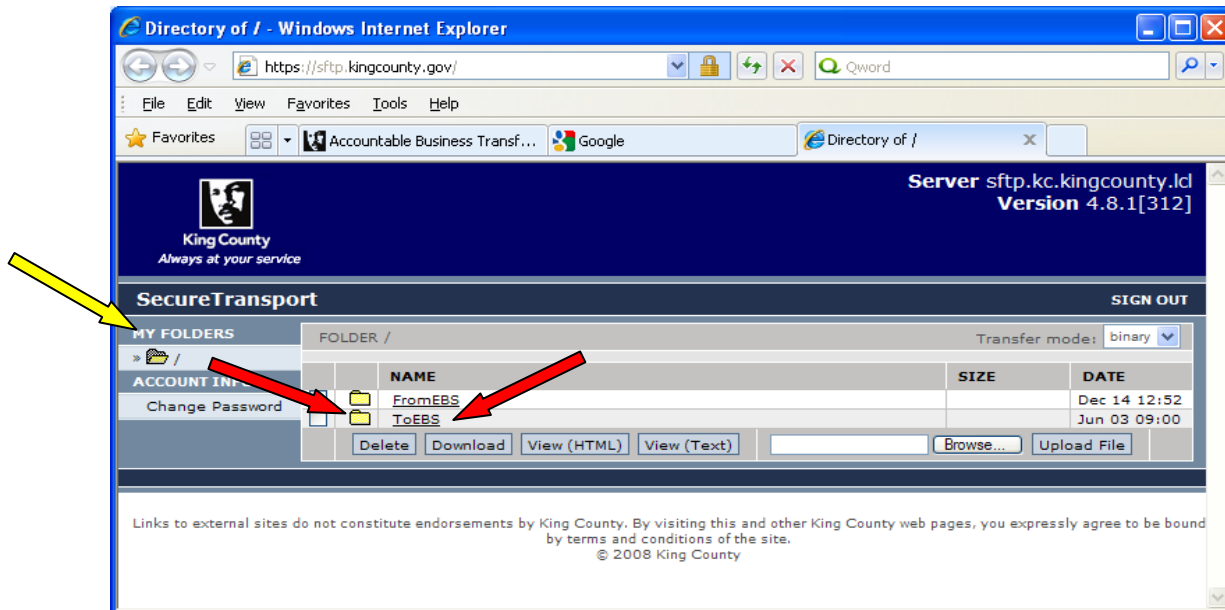 Directory of / - Windows Internet Explorer
https://sftp.kingcounty.gov/
Qword
File Edit View Favorites Tools Help
Favorites
Accountable Business Transf...
Google
Directory of /
King County
Always at your service
Server sftp.kc.kingcounty.lcl
Version 4.8.1[312]
SecureTransport
SIGN OUT
MY FOLDERS
» /
ACCOUNT
Change Password
FOLDER /
Transfer mode: binary
NAME SIZE DATE
FromEBS Dec 14 12:52
ToEBS Jun 03 09:00
Delete Download View (HTML) View (Text) Browse... Upload File
Links to external sites do not constitute endorsements by King County. By visiting this and other King County web pages, you expressly agree to be bound
by terms and conditions of the site.
© 2008 King County